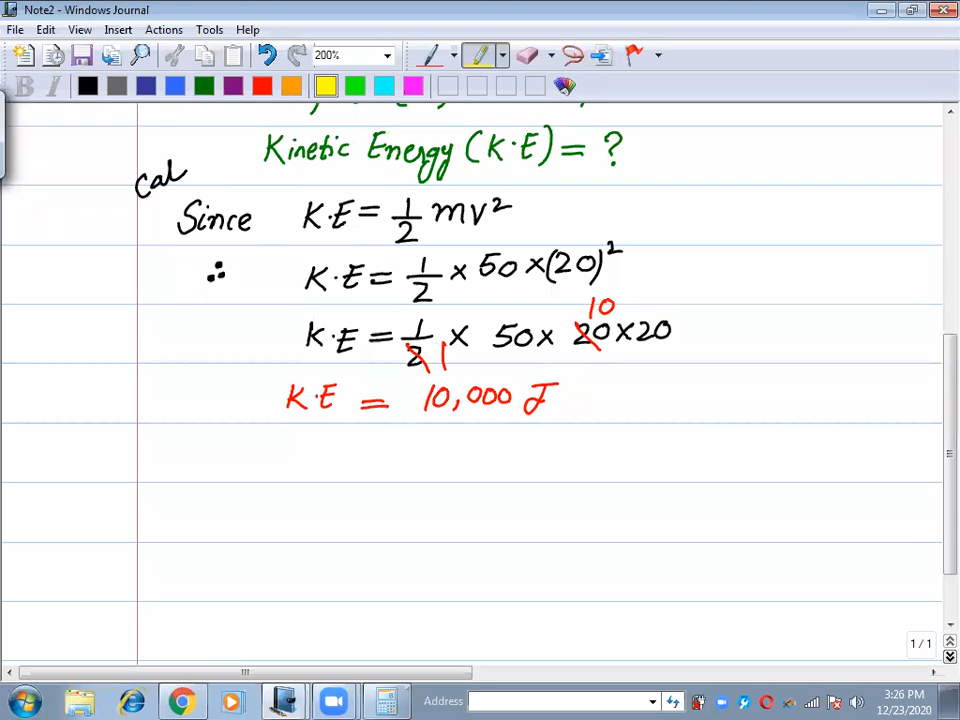 Note2 - Windows Journal
File Edit View Insert Actions Tools Help
200%
B I
Kinetic Energy (K.E) = ?
Cal
Since K.E = 1/2 mv²
∴ K.E = 1/2 × 50 × (20)²
10
K.E = 1/2 × 50 × 20 × 20
1
K.E = 10,000 J
1 / 1
Address
3:26 PM
12/23/2020